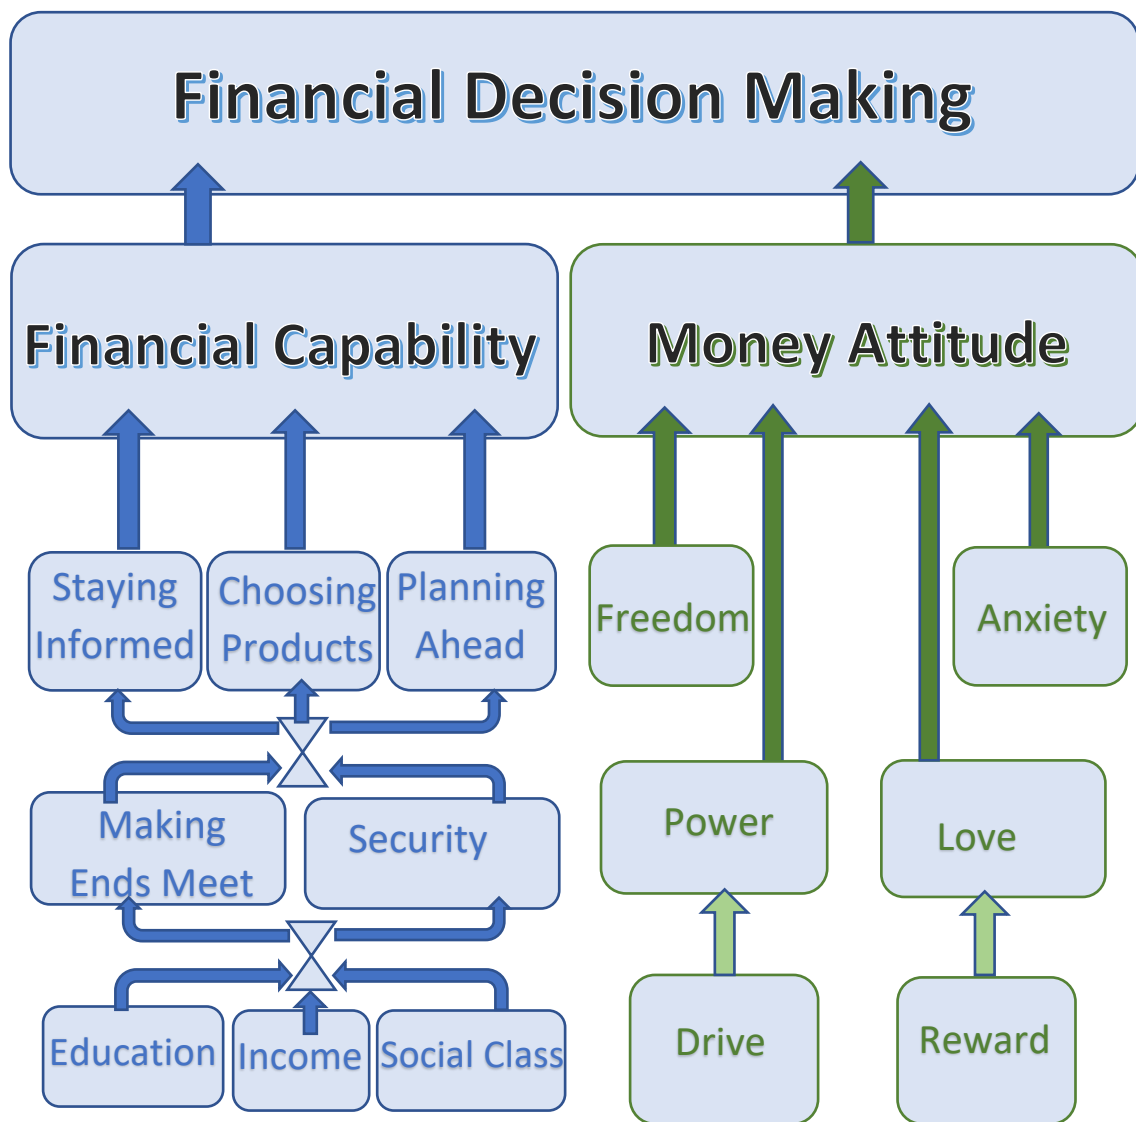 Financial Decision Making
Financial Capability
Money Attitude
Staying
Informed
Choosing
Products
Planning
Ahead
Freedom
Anxiety
Making
Ends Meet
Security
Power
Love
Education
Income
Social Class
Drive
Reward